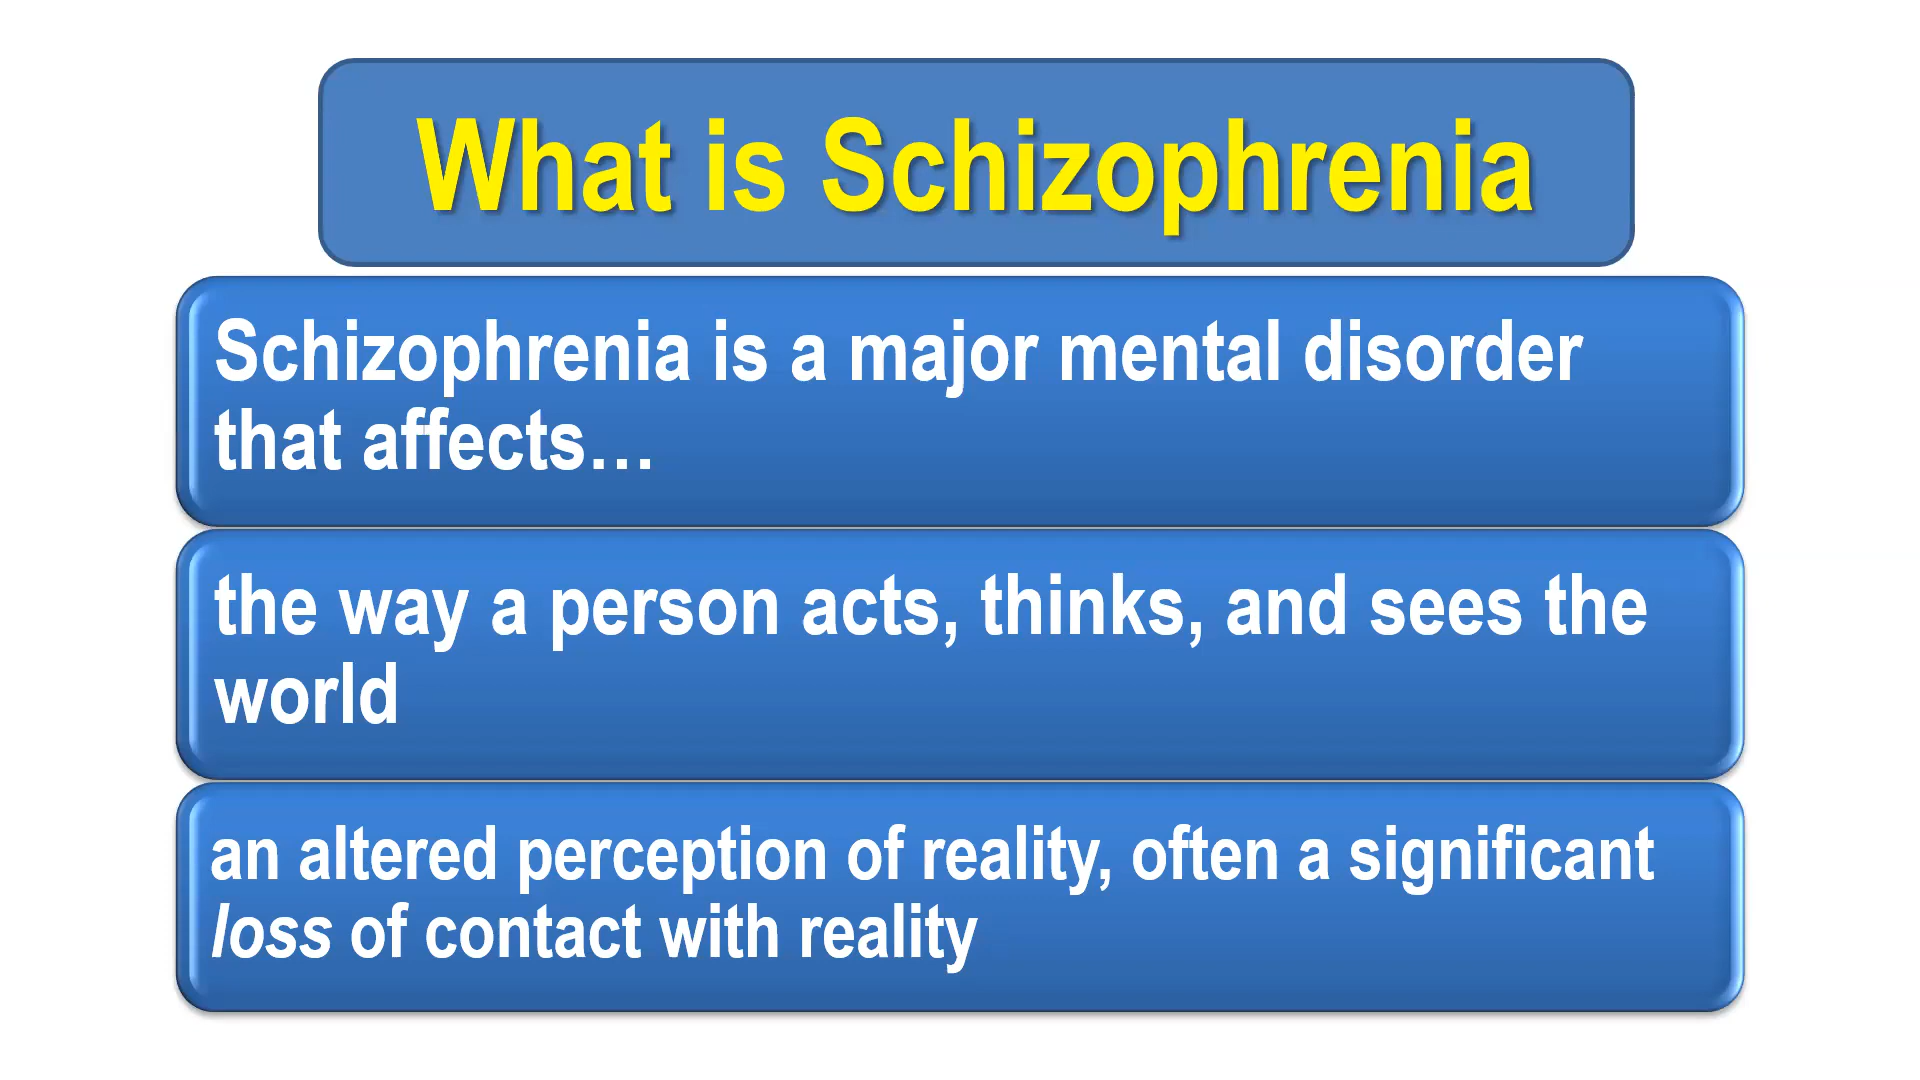 What is Schizophrenia
Schizophrenia is a major mental disorder
that affects…
the way a person acts, thinks, and sees the
world
an altered perception of reality, often a significant
loss of contact with reality